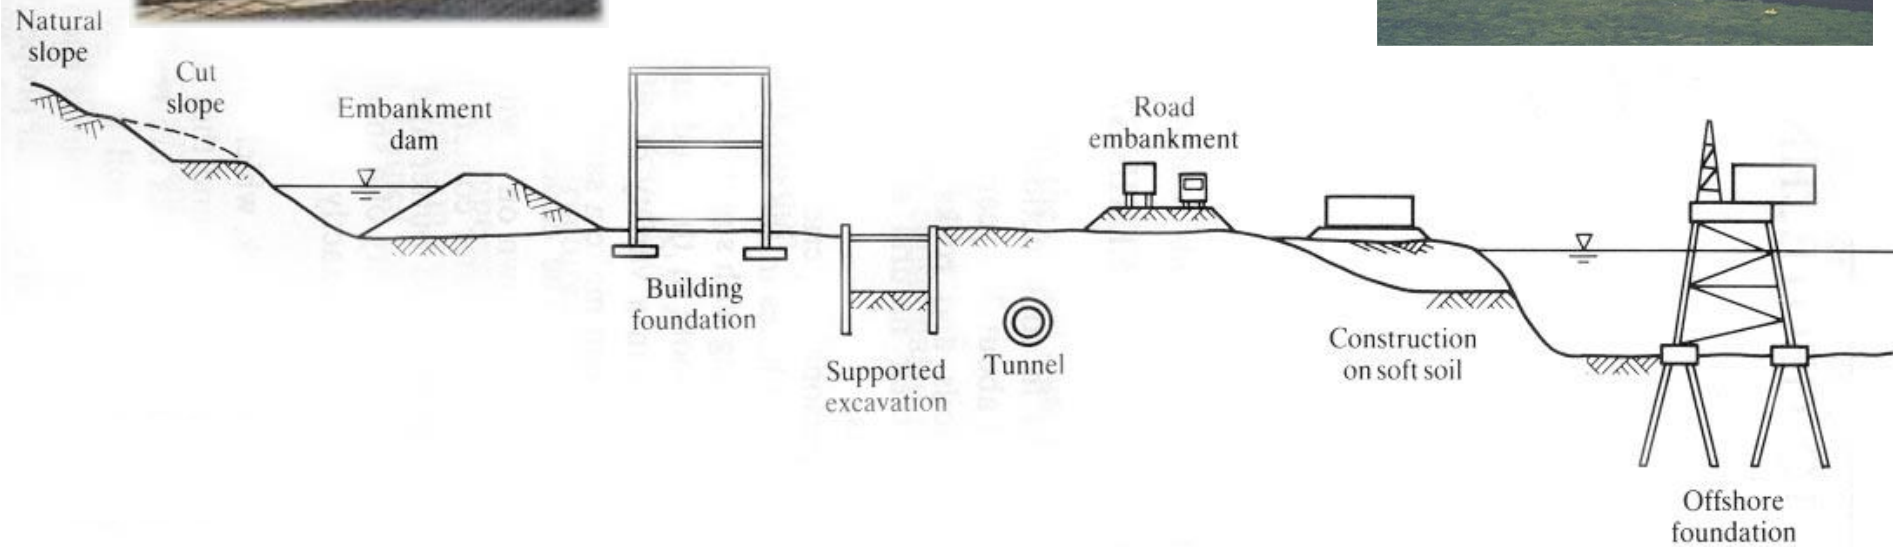 Natural
slope
Cut
slope
Embankment
dam
Building
foundation
Supported
excavation
Tunnel
Road
embankment
Construction
on soft soil
Offshore
foundation